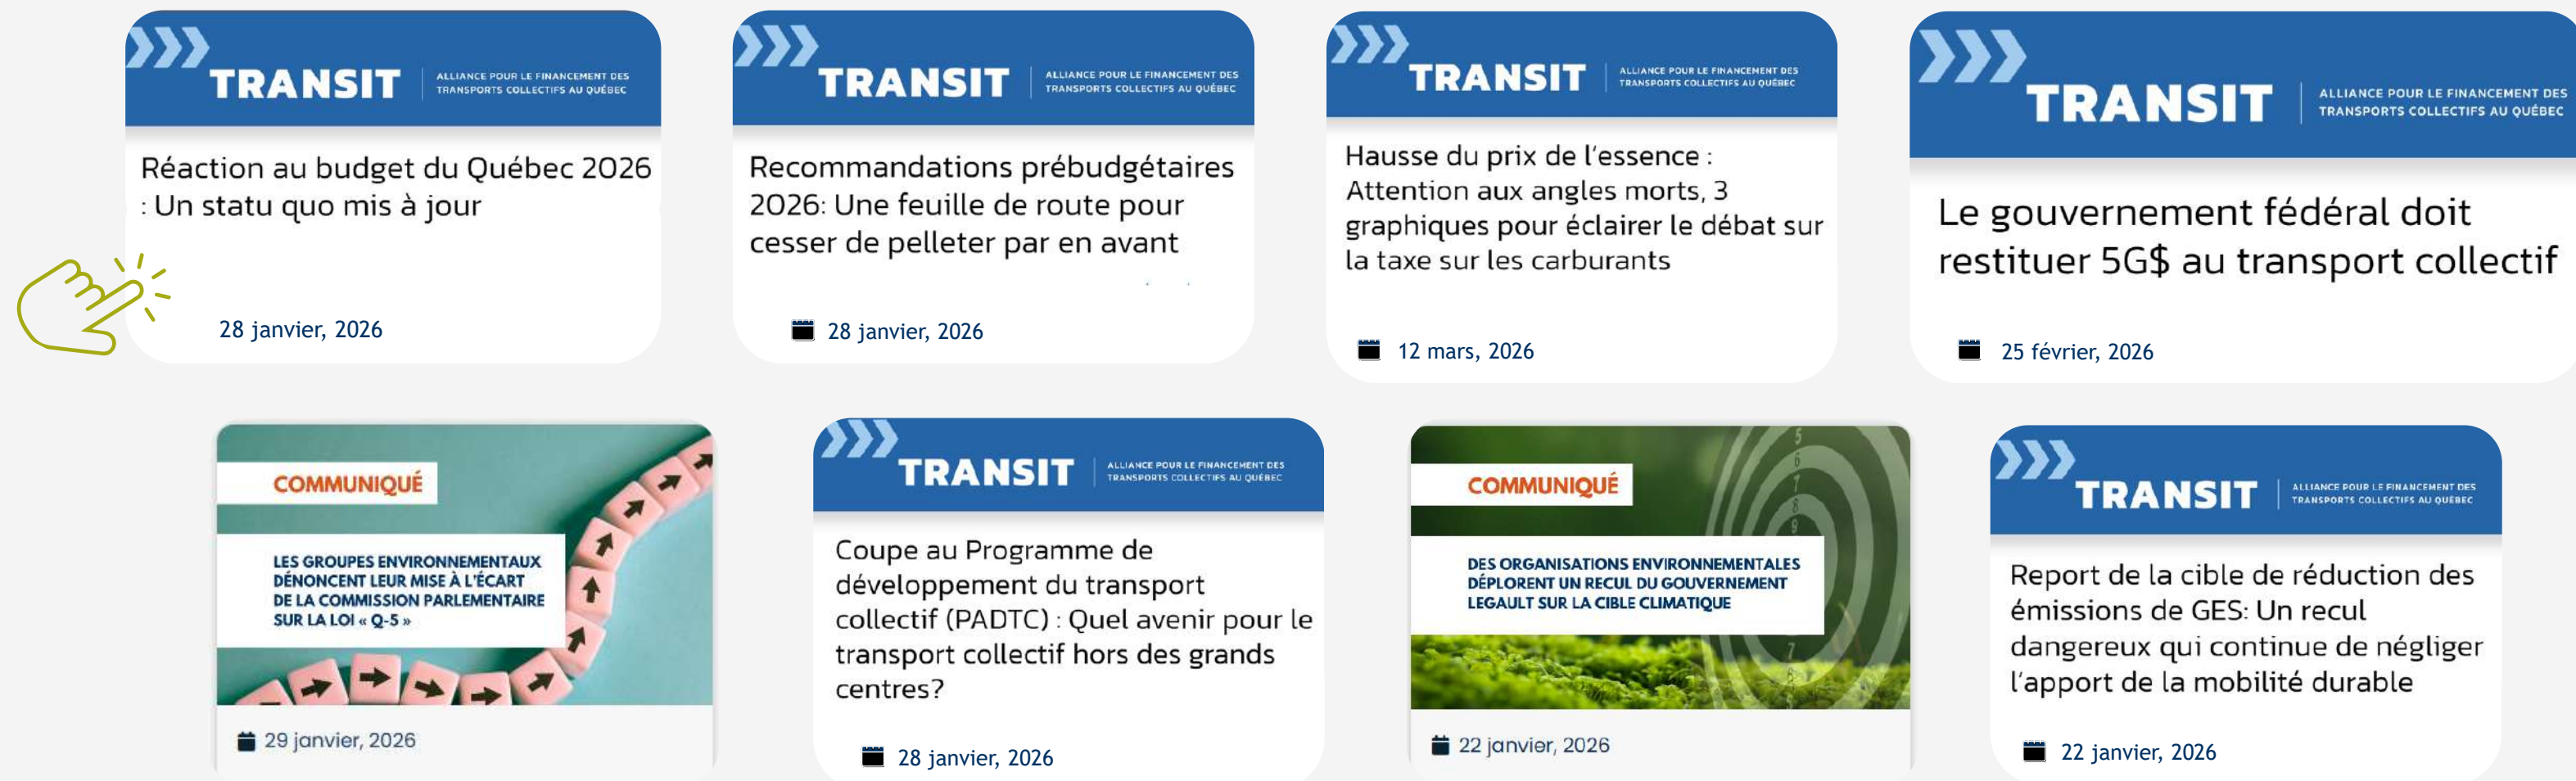 TRANSIT
ALLIANCE POUR LE FINANCEMENT DES
TRANSPORTS COLLECTIFS AU QUÉBEC
Réaction au budget du Québec 2026
: Un statu quo mis à jour
28 janvier, 2026
TRANSIT
ALLIANCE POUR LE FINANCEMENT DES
TRANSPORTS COLLECTIFS AU QUÉBEC
Recommandations prébudgétaires
2026: Une feuille de route pour
cesser de pelleter par en avant
28 janvier, 2026
TRANSIT
ALLIANCE POUR LE FINANCEMENT DES
TRANSPORTS COLLECTIFS AU QUÉBEC
Hausse du prix de l'essence :
Attention aux angles morts, 3
graphiques pour éclairer le débat sur
la taxe sur les carburants
12 mars, 2026
TRANSIT
ALLIANCE POUR LE FINANCEMENT DES
TRANSPORTS COLLECTIFS AU QUÉBEC
Le gouvernement fédéral doit
restituer 5G$ au transport collectif
25 février, 2026
COMMUNIQUÉ
LES GROUPES ENVIRONNEMENTAUX
DÉNONCENT LEUR MISE À L'ÉCART
DE LA COMMISSION PARLEMENTAIRE
SUR LA LOI « Q-5 »
29 janvier, 2026
TRANSIT
ALLIANCE POUR LE FINANCEMENT DES
TRANSPORTS COLLECTIFS AU QUÉBEC
Coupe au Programme de
développement du transport
collectif (PADTC) : Quel avenir pour le
transport collectif hors des grands
centres?
28 janvier, 2026
COMMUNIQUÉ
DES ORGANISATIONS ENVIRONNEMENTALES
DÉPLORENT UN RECUL DU GOUVERNEMENT
LEGAULT SUR LA CIBLE CLIMATIQUE
22 janvier, 2026
TRANSIT
ALLIANCE POUR LE FINANCEMENT DES
TRANSPORTS COLLECTIFS AU QUÉBEC
Report de la cible de réduction des
émissions de GES: Un recul
dangereux qui continue de négliger
l'apport de la mobilité durable
22 janvier, 2026